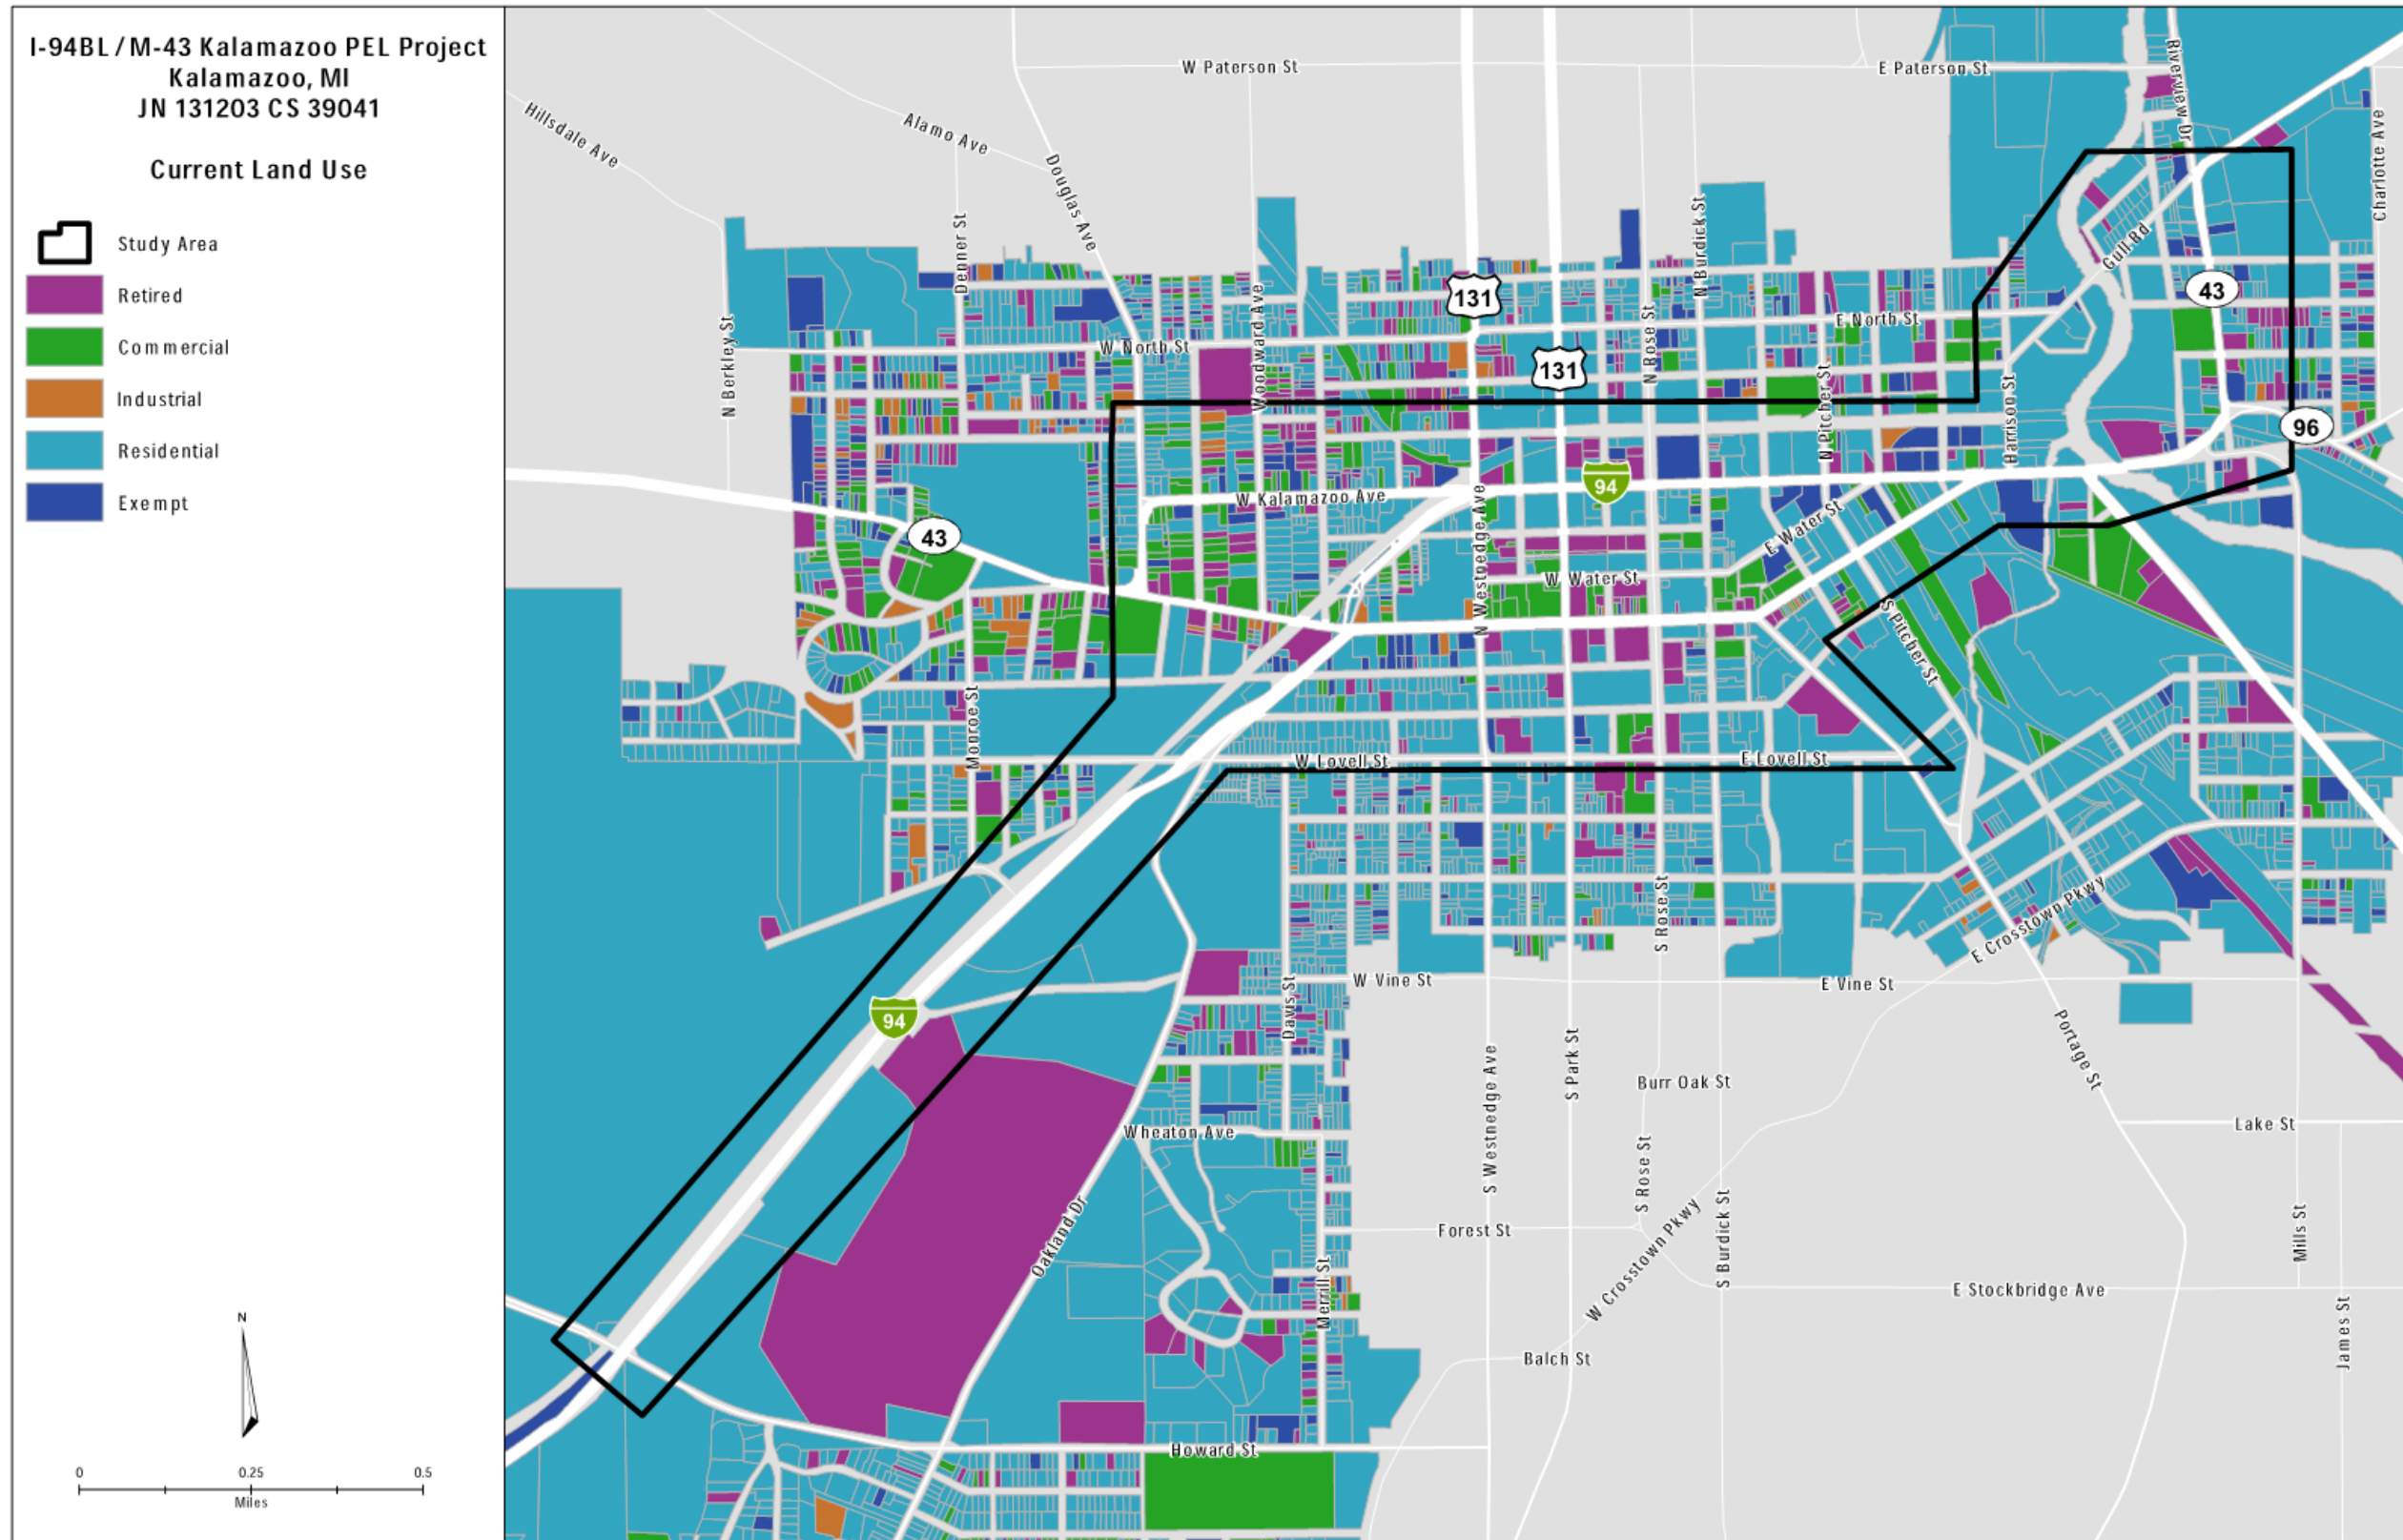 I-94BL / M-43 Kalamazoo PEL Project
Kalamazoo, MI
JN 131203 CS 39041
Current Land Use
Study Area
Retired
Commercial
Industrial
Residential
Exempt
N
0 0.25 0.5
Miles
W Paterson St
E Paterson St
Riverview Dr
Hillsdale Ave
Alamo Ave
Douglas Ave
Charlotte Ave
Denner St
N Burdick St
Gull Rd
Woodward Ave
131
43
N Berkley St
W North St
E North St
N Rose St
131
N Pitcher St
Harrison St
96
94
W Kalamazoo Ave
43
N Westnedge Ave
E Water St
W Water St
S Pitcher St
Monroe St
W Lovell St
E Lovell St
S Rose St
E Crosstown Pkwy
W Vine St
E Vine St
Davis St
94
Portage St
S Westnedge Ave
S Park St
Burr Oak St
Wheaton Ave
Lake St
S Rose St
Oakland Dr
Forest St
W Crosstown Pkwy
S Burdick St
Mills St
Merrill St
E Stockbridge Ave
James St
Balch St
Howard St